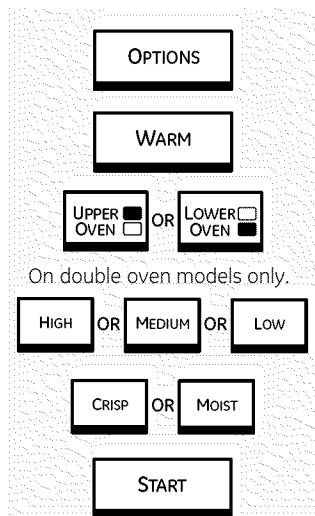 OPTIONS
WARM
UPPER OVEN OR LOWER OVEN
On double oven models only.
HIGH OR MEDIUM OR LOW
CRISP OR MOIST
START